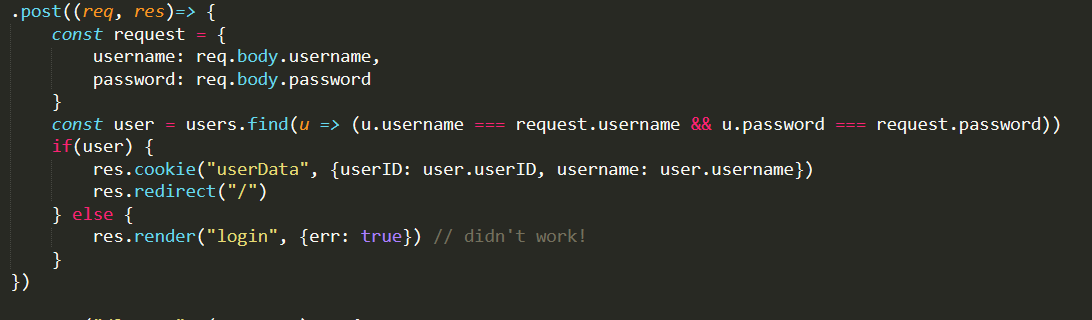 .post((req, res)=> {
    const request = {
        username: req.body.username,
        password: req.body.password
    }
    const user = users.find(u => (u.username === request.username && u.password === request.password))
    if(user) {
        res.cookie("userData", {userID: user.userID, username: user.username})
        res.redirect("/")
    } else {
        res.render("login", {err: true}) // didn't work!
    }
})